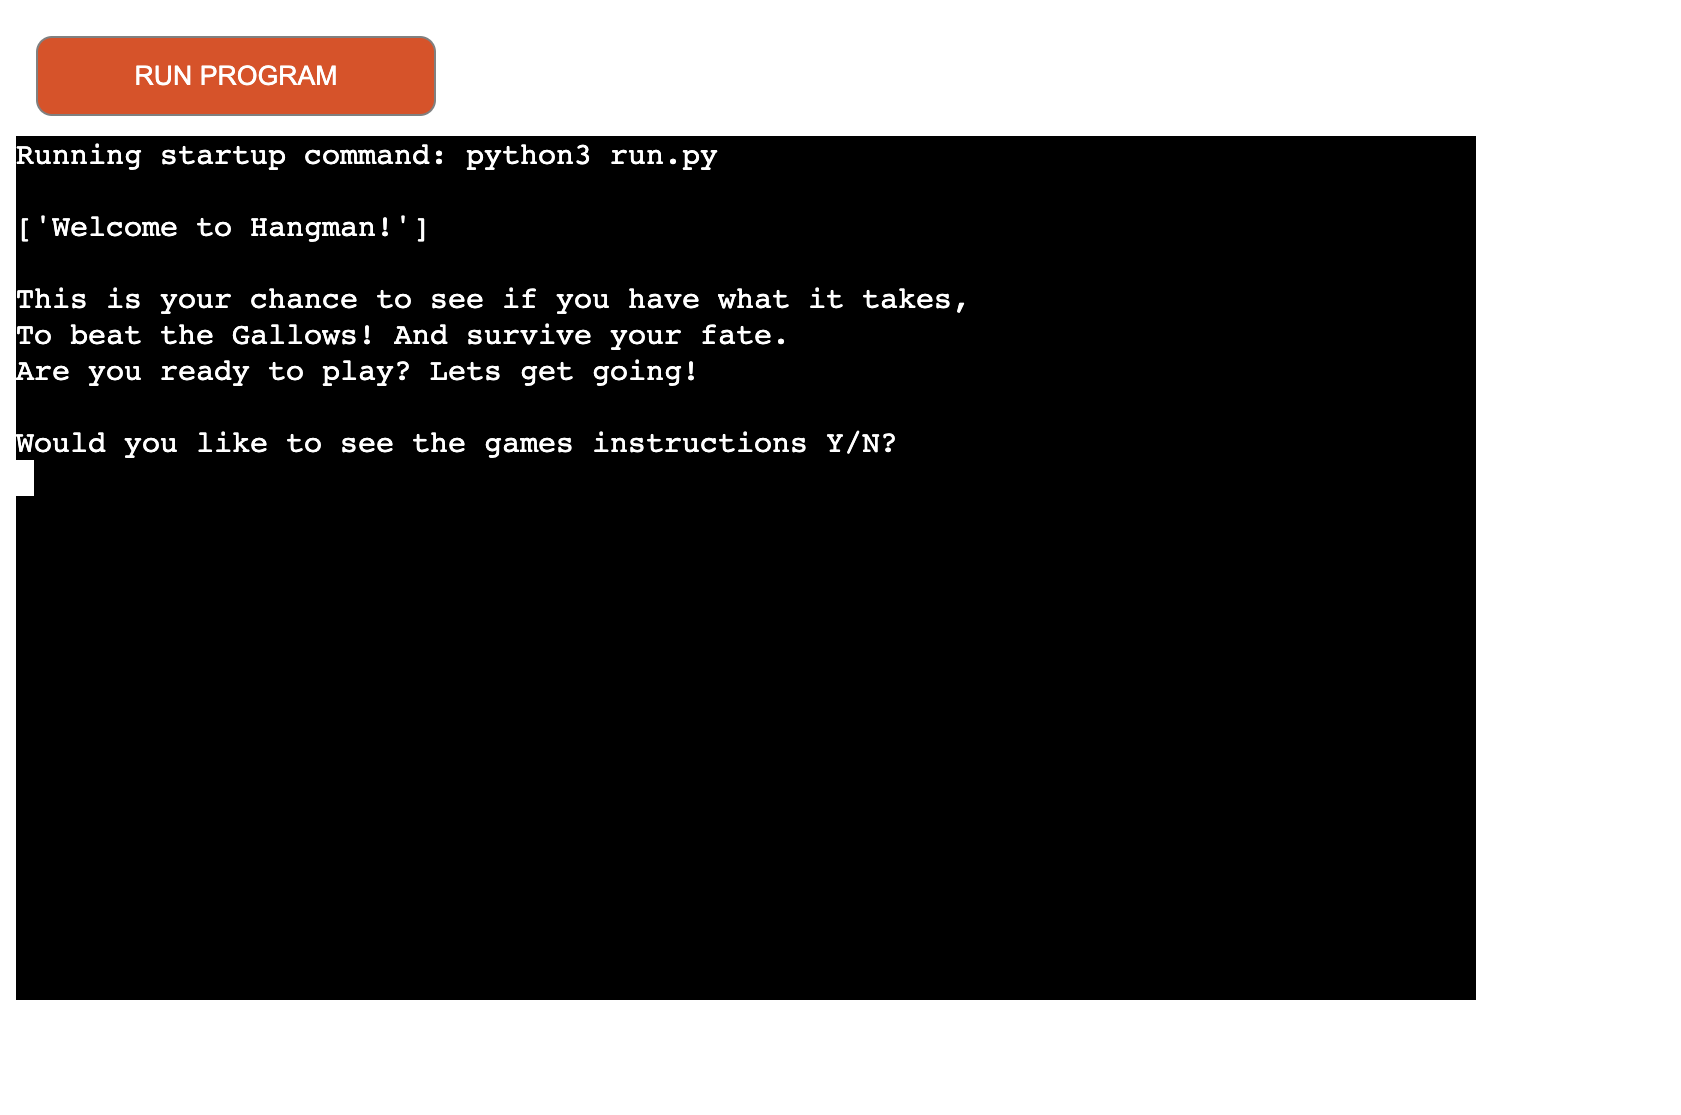 RUN PROGRAM
Running startup command: python3 run.py
['Welcome to Hangman!']
This is your chance to see if you have what it takes,
To beat the Gallows! And survive your fate.
Are you ready to play? Lets get going!
Would you like to see the games instructions Y/N?